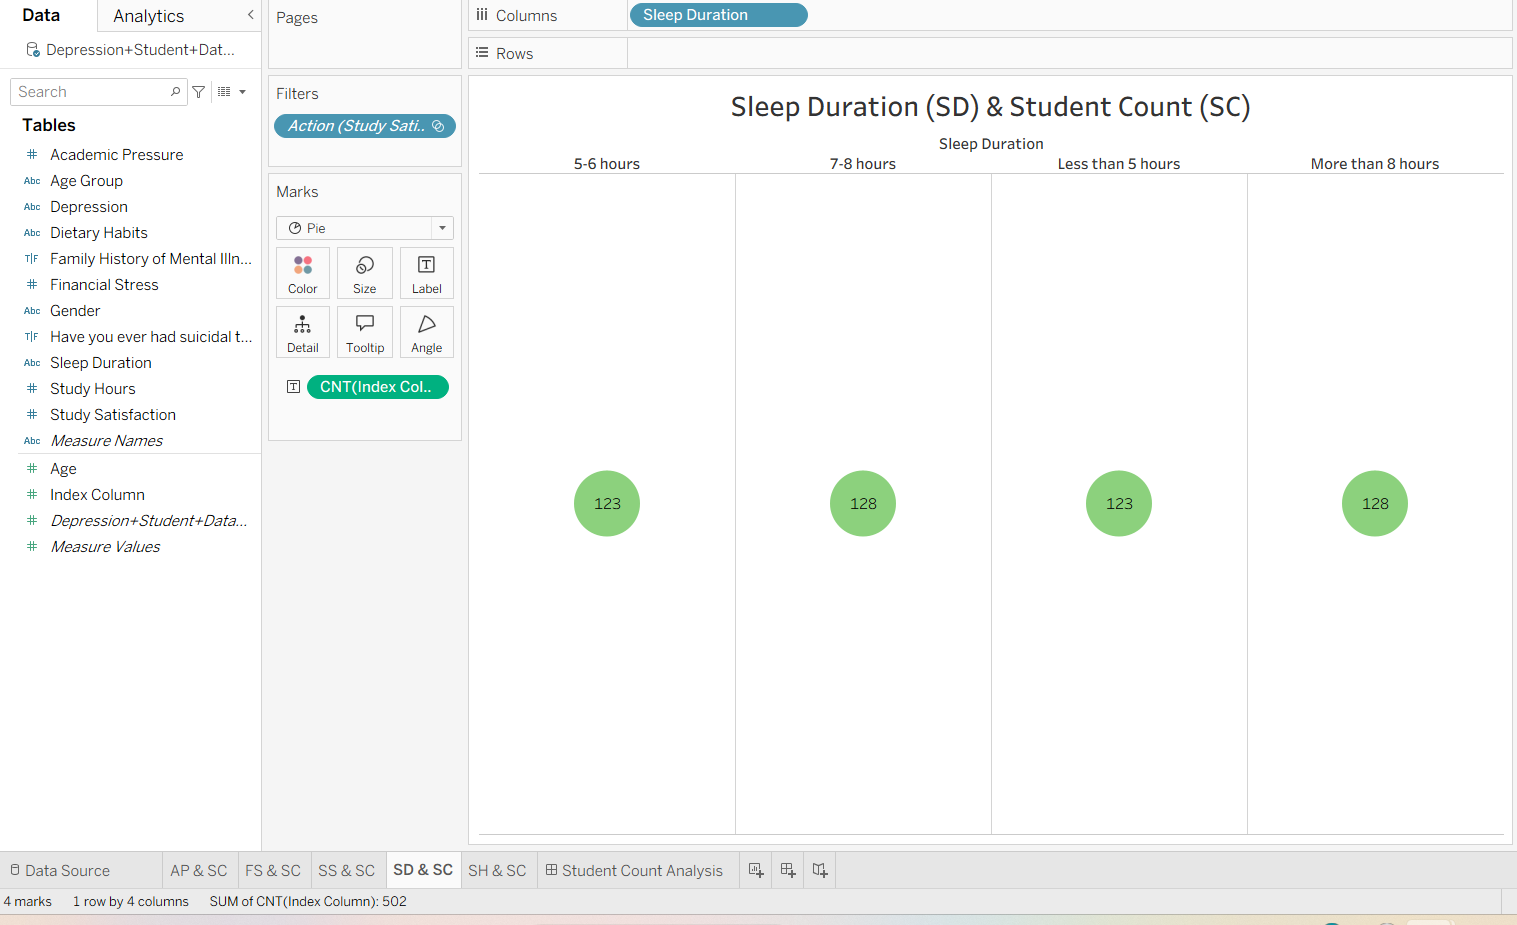 Data
Analytics
Depression+Student+Dat...
Search
Tables
# Academic Pressure
Abc Age Group
Abc Depression
Abc Dietary Habits
T|F Family History of Mental Illn...
# Financial Stress
Abc Gender
T|F Have you ever had suicidal t...
Abc Sleep Duration
# Study Hours
# Study Satisfaction
Abc Measure Names
# Age
# Index Column
# Depression+Student+Data...
# Measure Values
Pages
Filters
Action (Study Sati..
Marks
Pie
Color Size Label
Detail Tooltip Angle
T CNT(Index Col..
Columns Sleep Duration
Rows
Sleep Duration (SD) & Student Count (SC)
Sleep Duration
5-6 hours 7-8 hours Less than 5 hours More than 8 hours
123 128 123 128
Data Source AP & SC FS & SC SS & SC SD & SC SH & SC Student Count Analysis
4 marks 1 row by 4 columns SUM of CNT(Index Column): 502